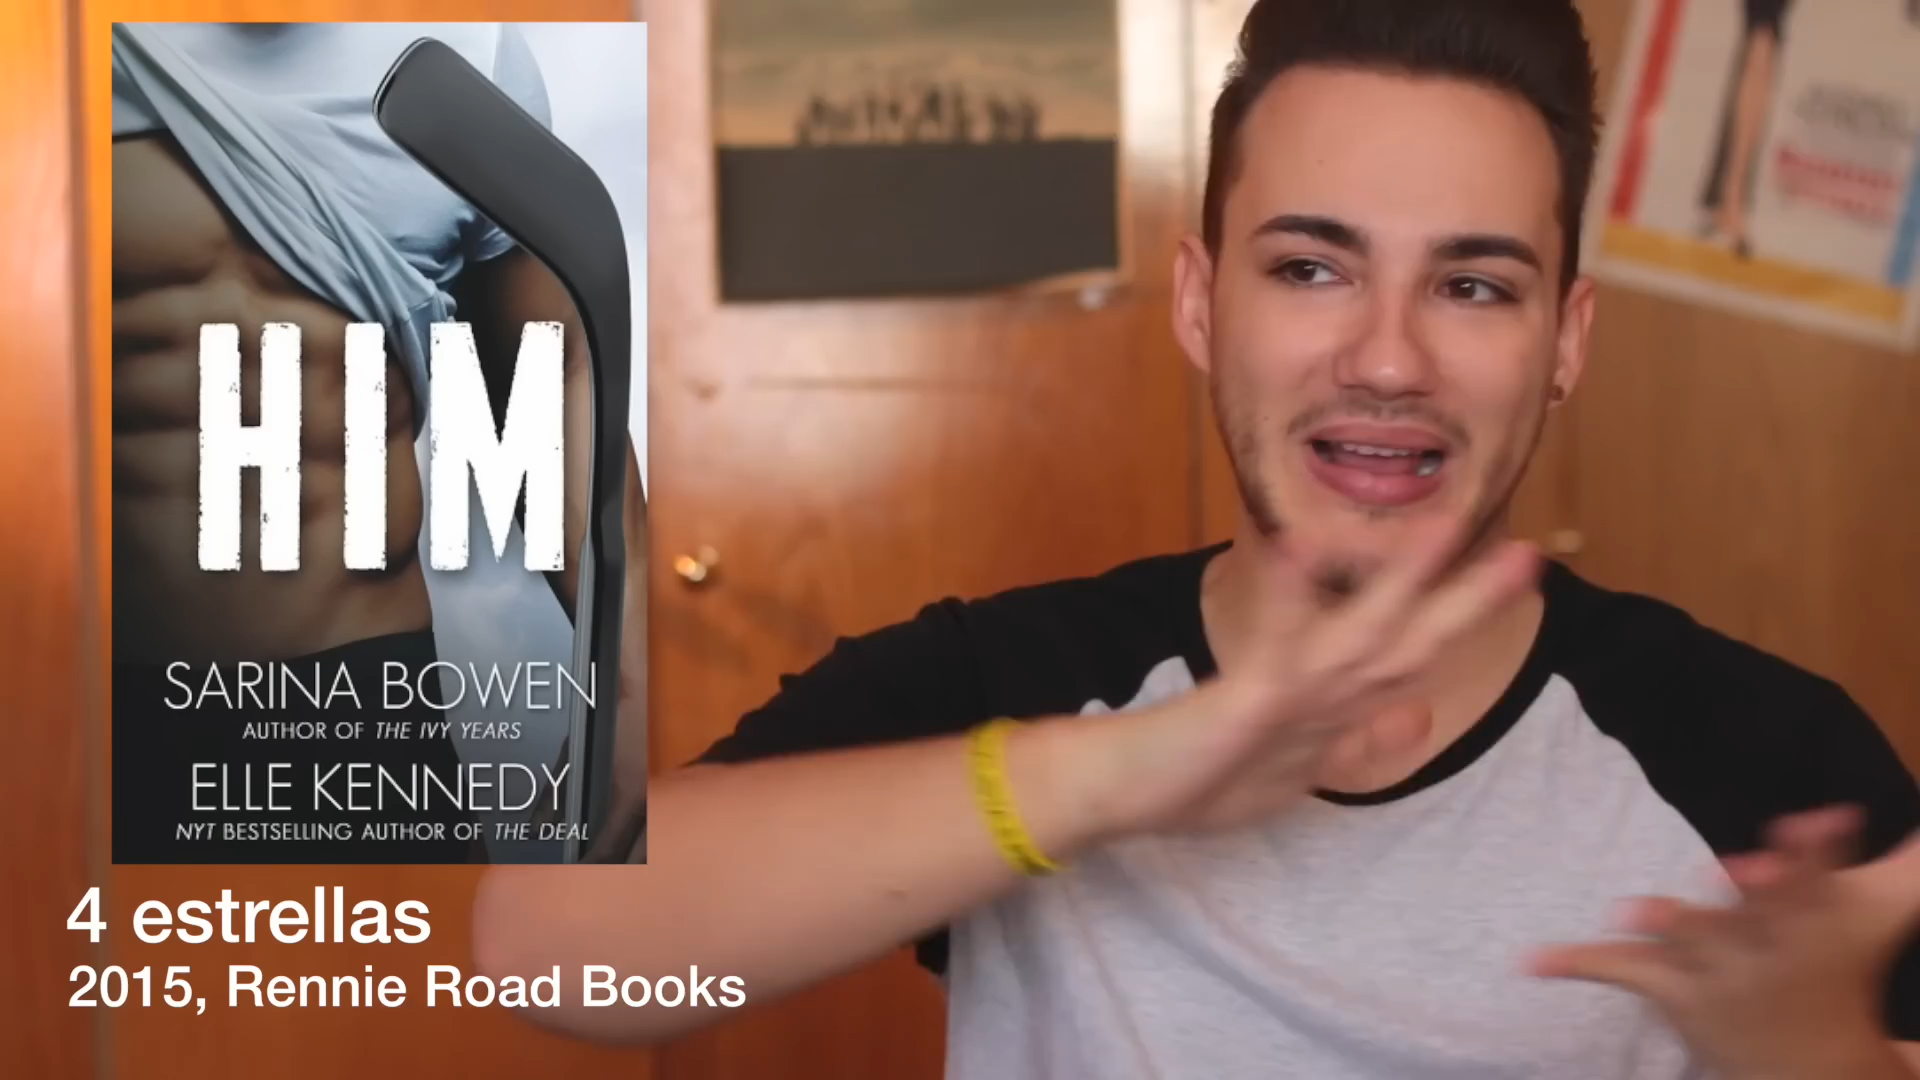 HIM
SARINA BOWEN
AUTHOR OF THE IVY YEARS
ELLE KENNEDY
NYT BESTSELLING AUTHOR OF THE DEAL
4 estrellas
2015, Rennie Road Books